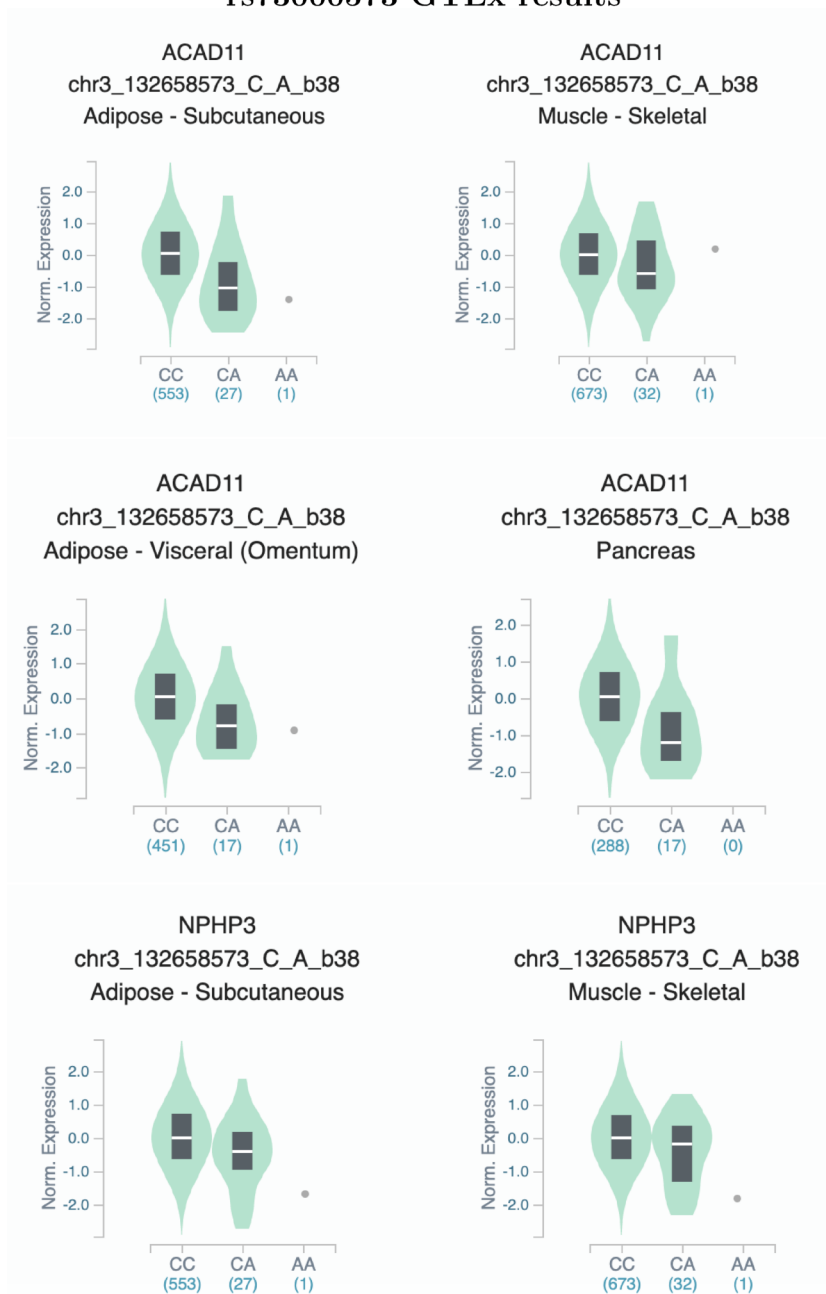 GTEx results
ACAD11
chr3_132658573_C_A_b38
Adipose - Subcutaneous
Norm. Expression
2.0
1.0
0.0
-1.0
-2.0
CC
CA
AA
(553)
(27)
(1)
ACAD11
chr3_132658573_C_A_b38
Muscle - Skeletal
Norm. Expression
2.0
1.0
0.0
-1.0
-2.0
CC
CA
AA
(673)
(32)
(1)
ACAD11
chr3_132658573_C_A_b38
Adipose - Visceral (Omentum)
Norm. Expression
2.0
1.0
0.0
-1.0
-2.0
CC
CA
AA
(451)
(17)
(1)
ACAD11
chr3_132658573_C_A_b38
Pancreas
Norm. Expression
2.0
1.0
0.0
-1.0
-2.0
CC
CA
AA
(288)
(17)
(0)
NPHP3
chr3_132658573_C_A_b38
Adipose - Subcutaneous
Norm. Expression
2.0
1.0
0.0
-1.0
-2.0
CC
CA
AA
(553)
(27)
(1)
NPHP3
chr3_132658573_C_A_b38
Muscle - Skeletal
Norm. Expression
2.0
1.0
0.0
-1.0
-2.0
CC
CA
AA
(673)
(32)
(1)